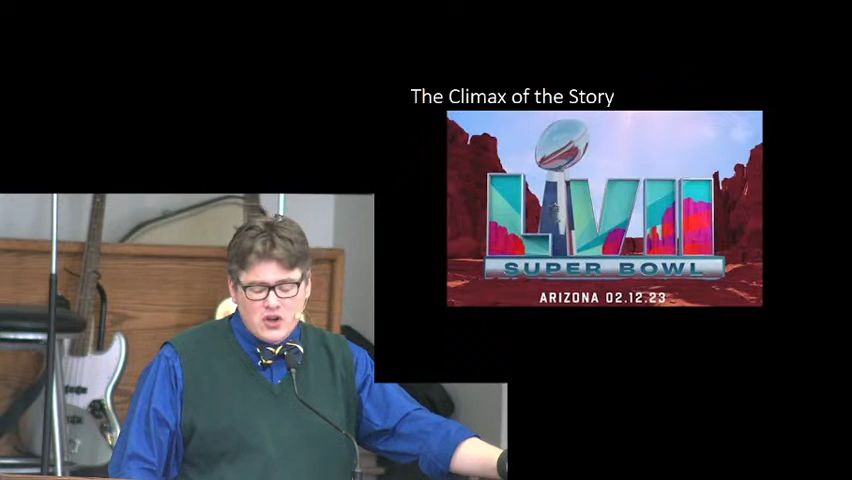 The Climax of the Story
LVII
SUPER BOWL
ARIZONA 02.12.23